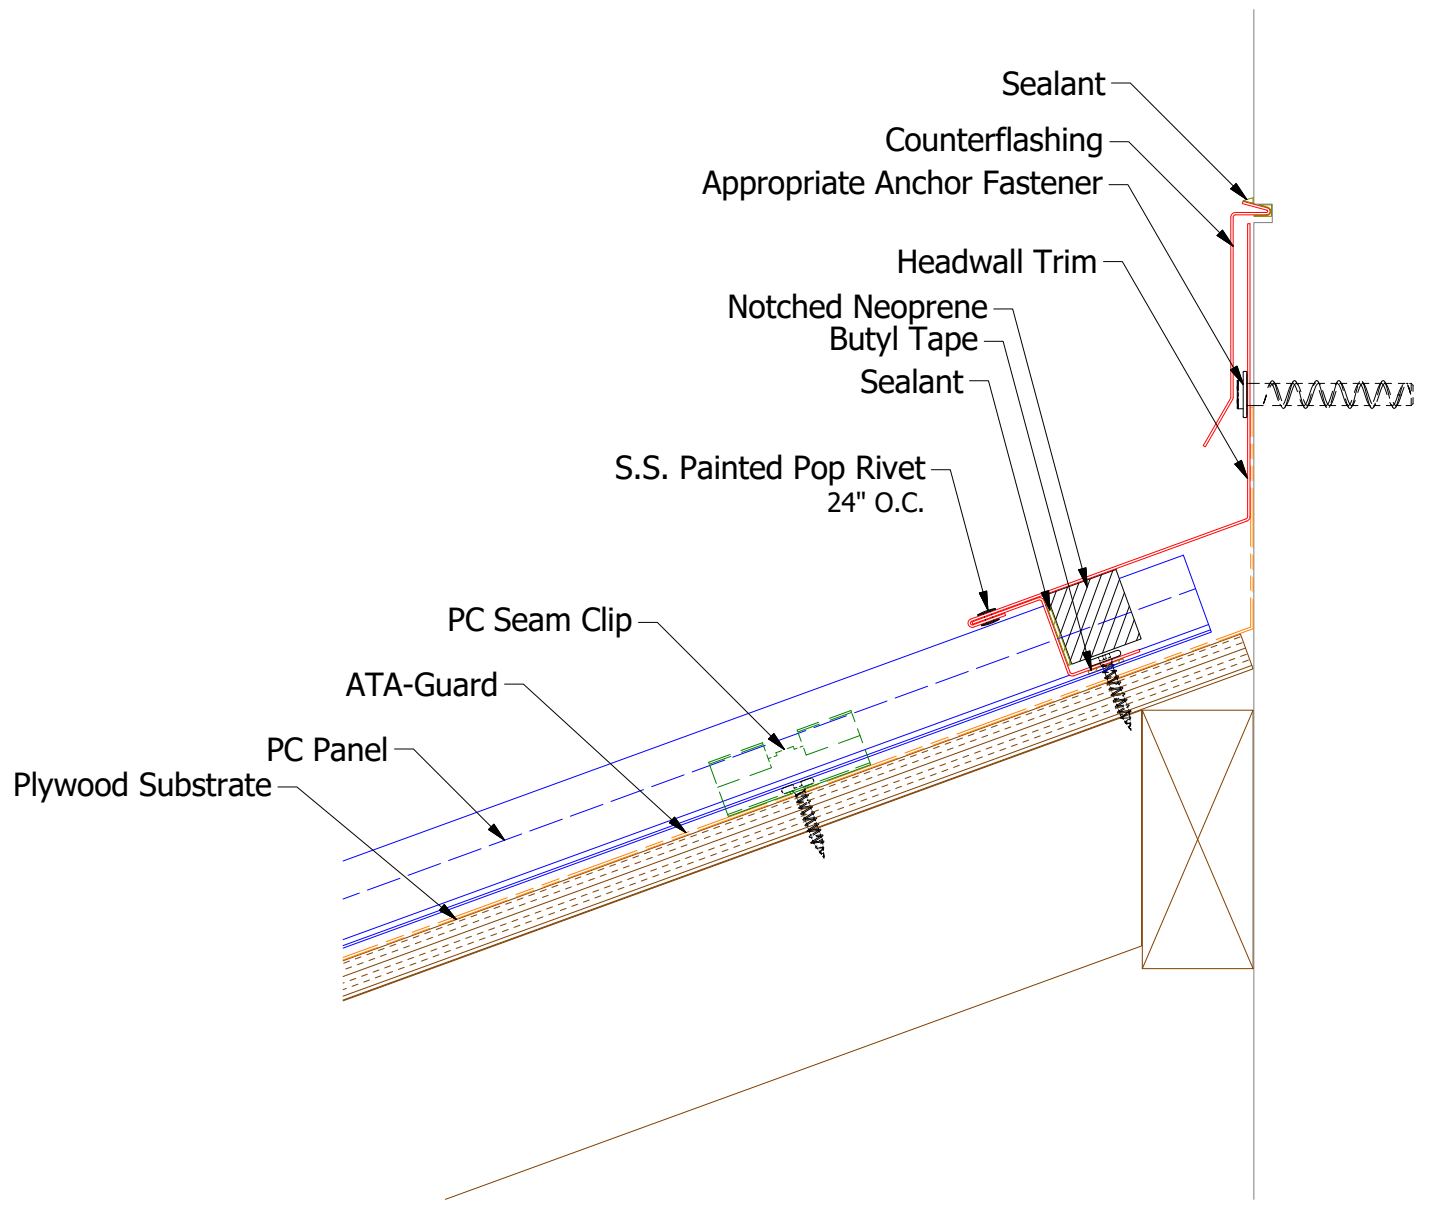 Sealant
Counterflashing
Appropriate Anchor Fastener
Headwall Trim
Notched Neoprene
Butyl Tape
Sealant
S.S. Painted Pop Rivet
24" O.C.
PC Seam Clip
ATA-Guard
PC Panel
Plywood Substrate